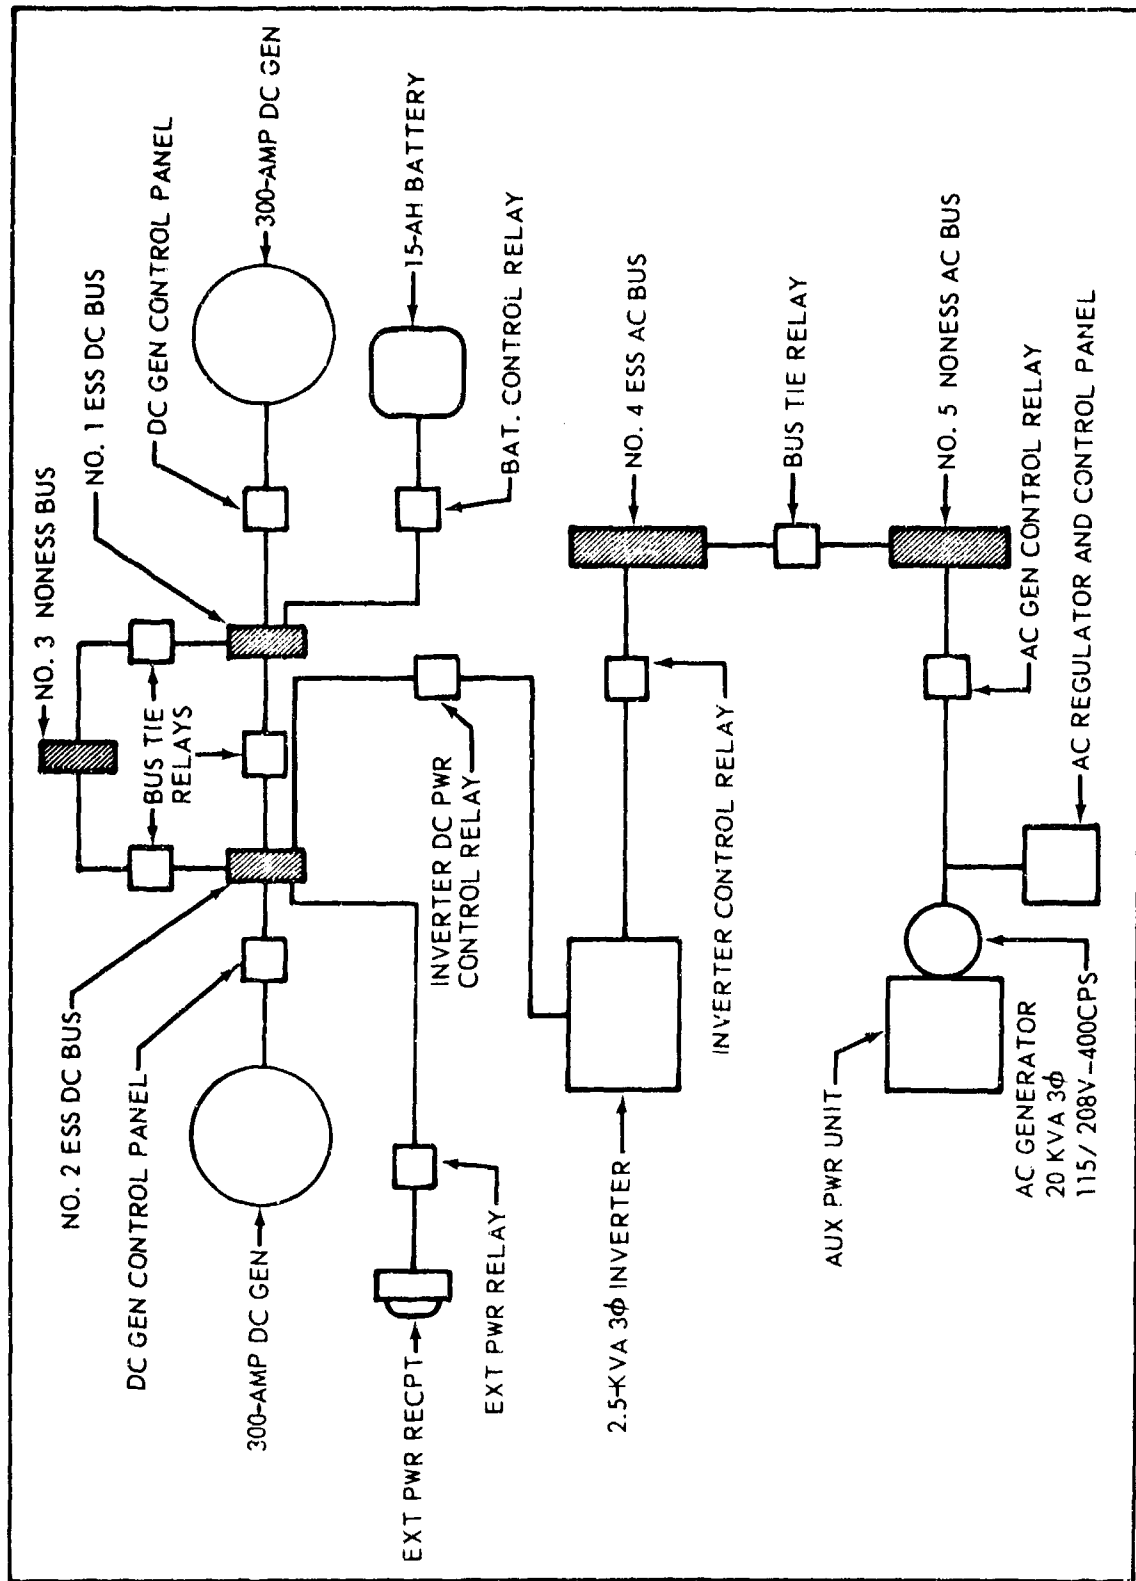 NO. 3 NONESS BUS
NO. 1 ESS DC BUS
DC GEN CONTROL PANEL
300-AMP DC GEN
BUS TIE
RELAYS
NO. 2 ESS DC BUS
DC GEN CONTROL PANEL
300-AMP DC GEN
15-AH BATTERY
BAT. CONTROL RELAY
INVERTER DC PWR
CONTROL RELAY
EXT PWR RECPT
EXT PWR RELAY
2.5-KVA 3ϕ INVERTER
INVERTER CONTROL RELAY
NO. 4 ESS AC BUS
BUS TIE RELAY
NO. 5 NONESS AC BUS
AC GEN CONTROL RELAY
AC REGULATOR AND CONTROL PANEL
AUX PWR UNIT
AC GENERATOR
20 KVA 3ϕ
115/208V-400CPS